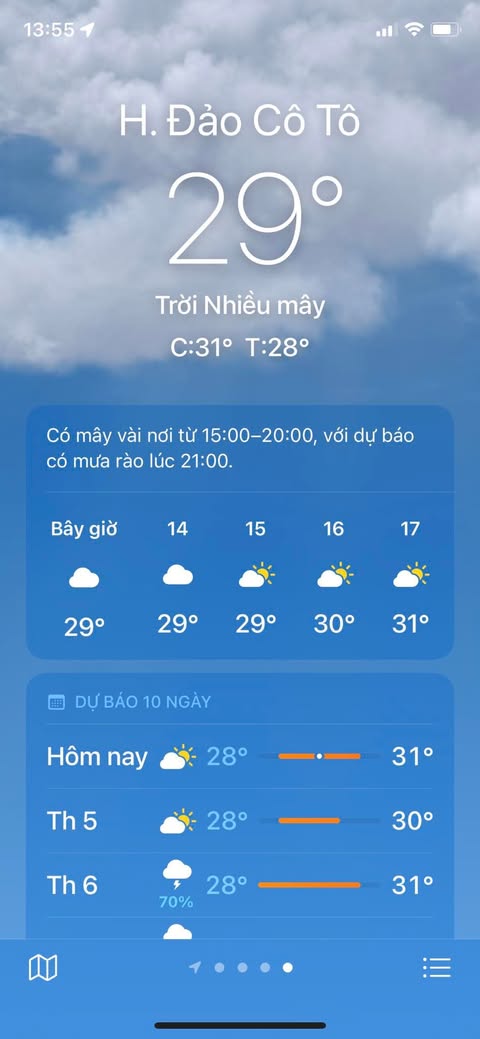 13:55
H. Đảo Cô Tô
29°
Trời Nhiều mây
C:31° T:28°
Có mây vài nơi từ 15:00–20:00, với dự báo
có mưa rào lúc 21:00.
Bây giờ 14 15 16 17
29° 29° 29° 30° 31°
DỰ BÁO 10 NGÀY
Hôm nay 28° 31°
Th 5 28° 30°
Th 6 28° 31°
70%